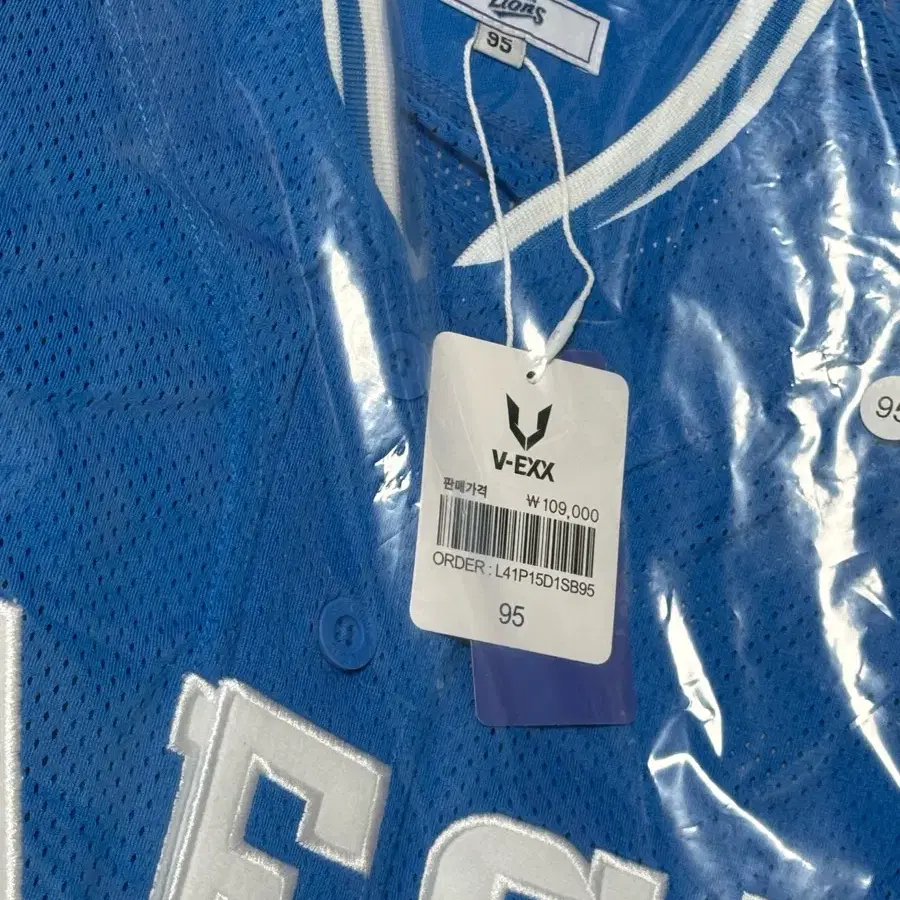 Lions
95
V-EXX
판매가격 ₩109,000
ORDER : L41P15D1SB95
95
95